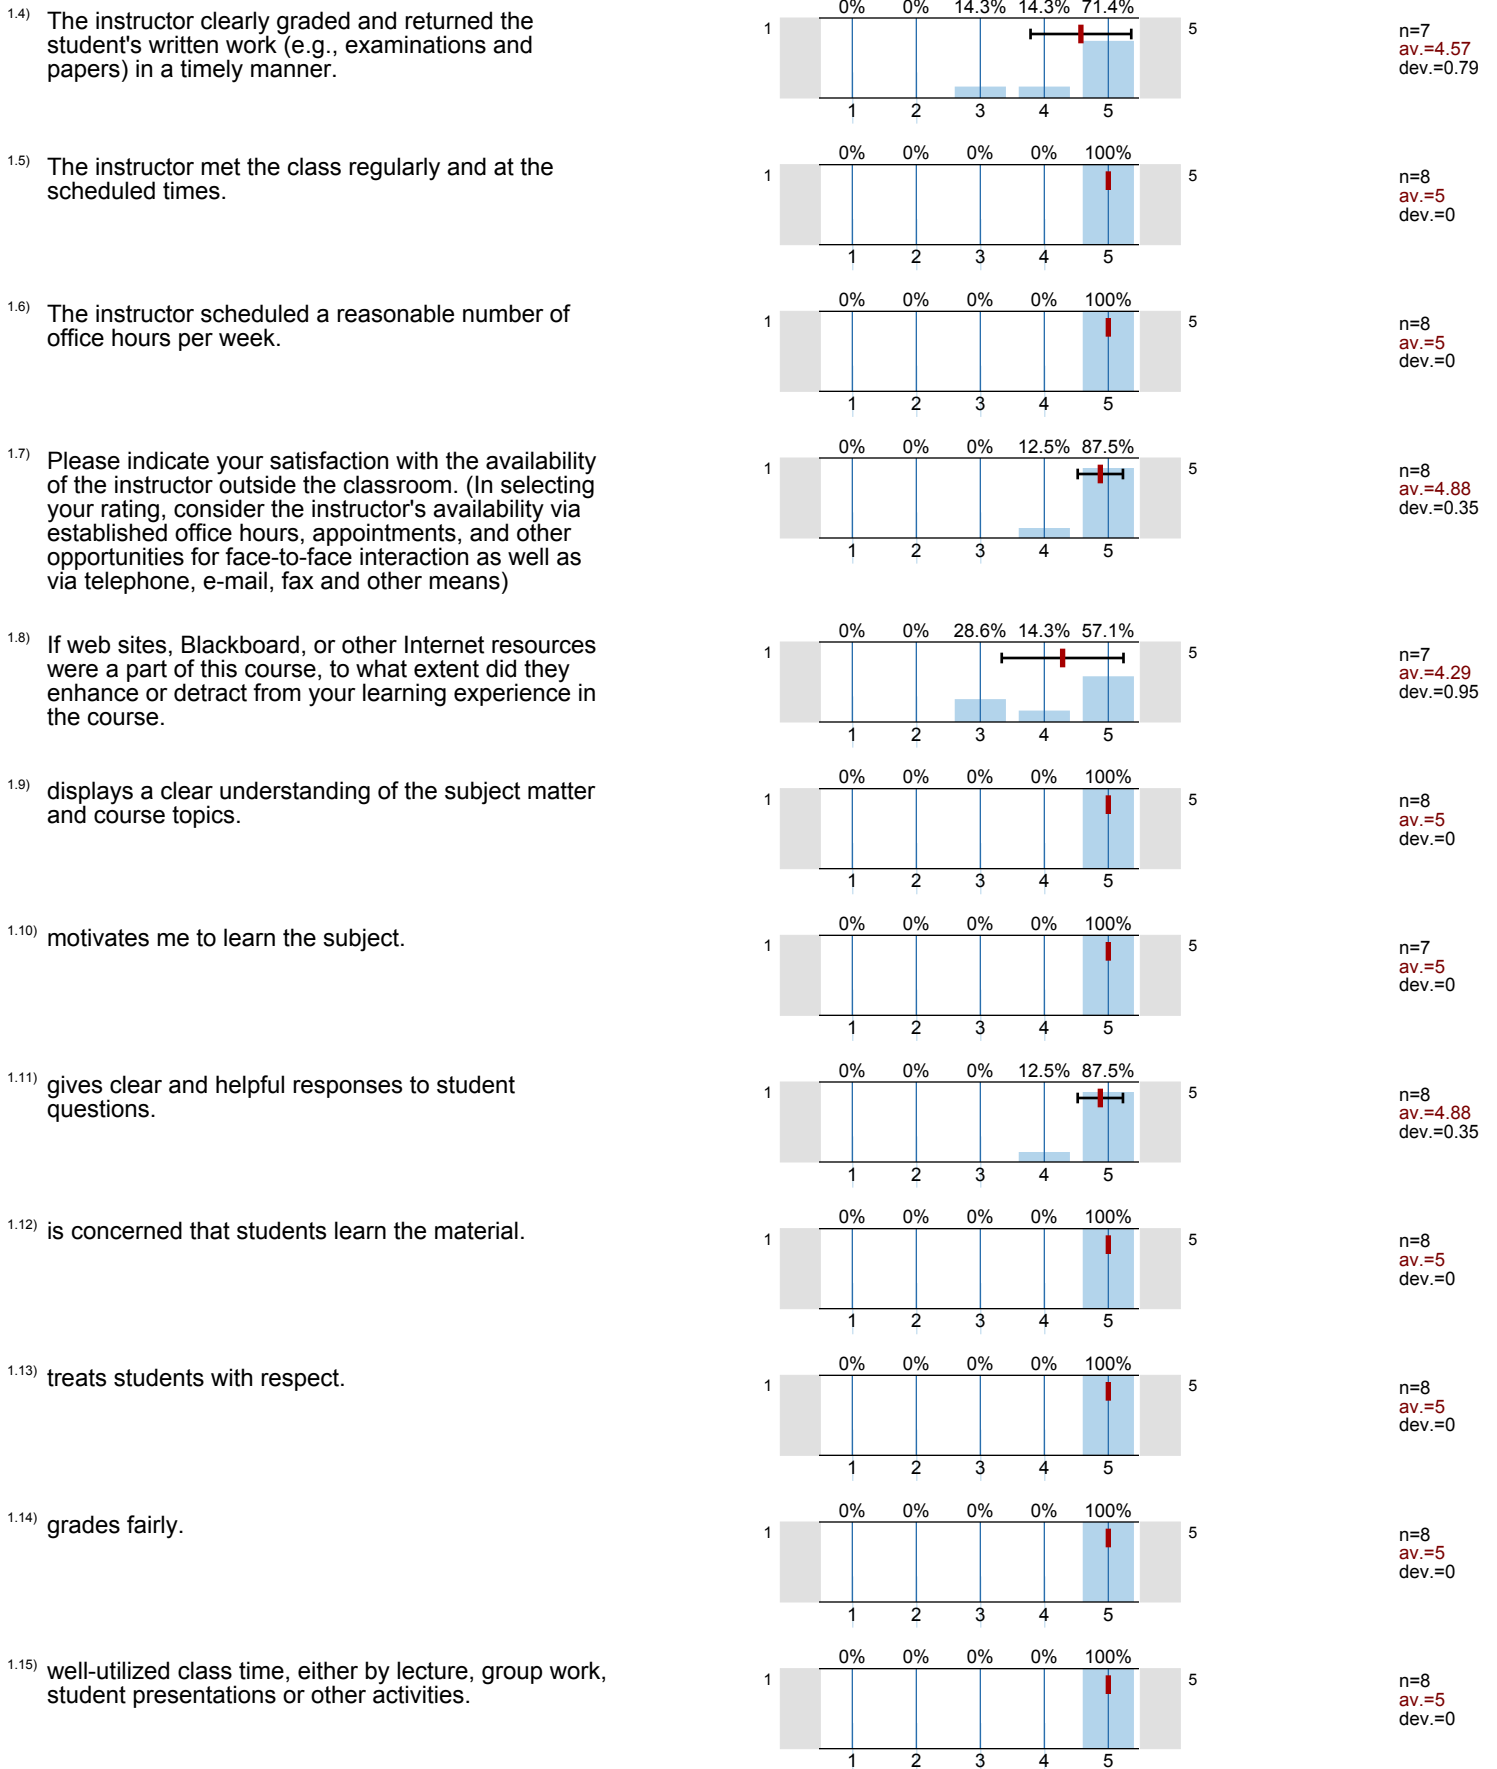 1.4) The instructor clearly graded and returned the
student's written work (e.g., examinations and
papers) in a timely manner.
0% 0% 14.3% 14.3% 71.4%
1 5
1 2 3 4 5
n=7
av.=4.57
dev.=0.79
1.5) The instructor met the class regularly and at the
scheduled times.
0% 0% 0% 0% 100%
1 5
1 2 3 4 5
n=8
av.=5
dev.=0
1.6) The instructor scheduled a reasonable number of
office hours per week.
0% 0% 0% 0% 100%
1 5
1 2 3 4 5
n=8
av.=5
dev.=0
1.7) Please indicate your satisfaction with the availability
of the instructor outside the classroom. (In selecting
your rating, consider the instructor's availability via
established office hours, appointments, and other
opportunities for face-to-face interaction as well as
via telephone, e-mail, fax and other means)
0% 0% 0% 12.5% 87.5%
1 5
1 2 3 4 5
n=8
av.=4.88
dev.=0.35
1.8) If web sites, Blackboard, or other Internet resources
were a part of this course, to what extent did they
enhance or detract from your learning experience in
the course.
0% 0% 28.6% 14.3% 57.1%
1 5
1 2 3 4 5
n=7
av.=4.29
dev.=0.95
1.9) displays a clear understanding of the subject matter
and course topics.
0% 0% 0% 0% 100%
1 5
1 2 3 4 5
n=8
av.=5
dev.=0
1.10) motivates me to learn the subject.
0% 0% 0% 0% 100%
1 5
1 2 3 4 5
n=7
av.=5
dev.=0
1.11) gives clear and helpful responses to student
questions.
0% 0% 0% 12.5% 87.5%
1 5
1 2 3 4 5
n=8
av.=4.88
dev.=0.35
1.12) is concerned that students learn the material.
0% 0% 0% 0% 100%
1 5
1 2 3 4 5
n=8
av.=5
dev.=0
1.13) treats students with respect.
0% 0% 0% 0% 100%
1 5
1 2 3 4 5
n=8
av.=5
dev.=0
1.14) grades fairly.
0% 0% 0% 0% 100%
1 5
1 2 3 4 5
n=8
av.=5
dev.=0
1.15) well-utilized class time, either by lecture, group work,
student presentations or other activities.
0% 0% 0% 0% 100%
1 5
1 2 3 4 5
n=8
av.=5
dev.=0